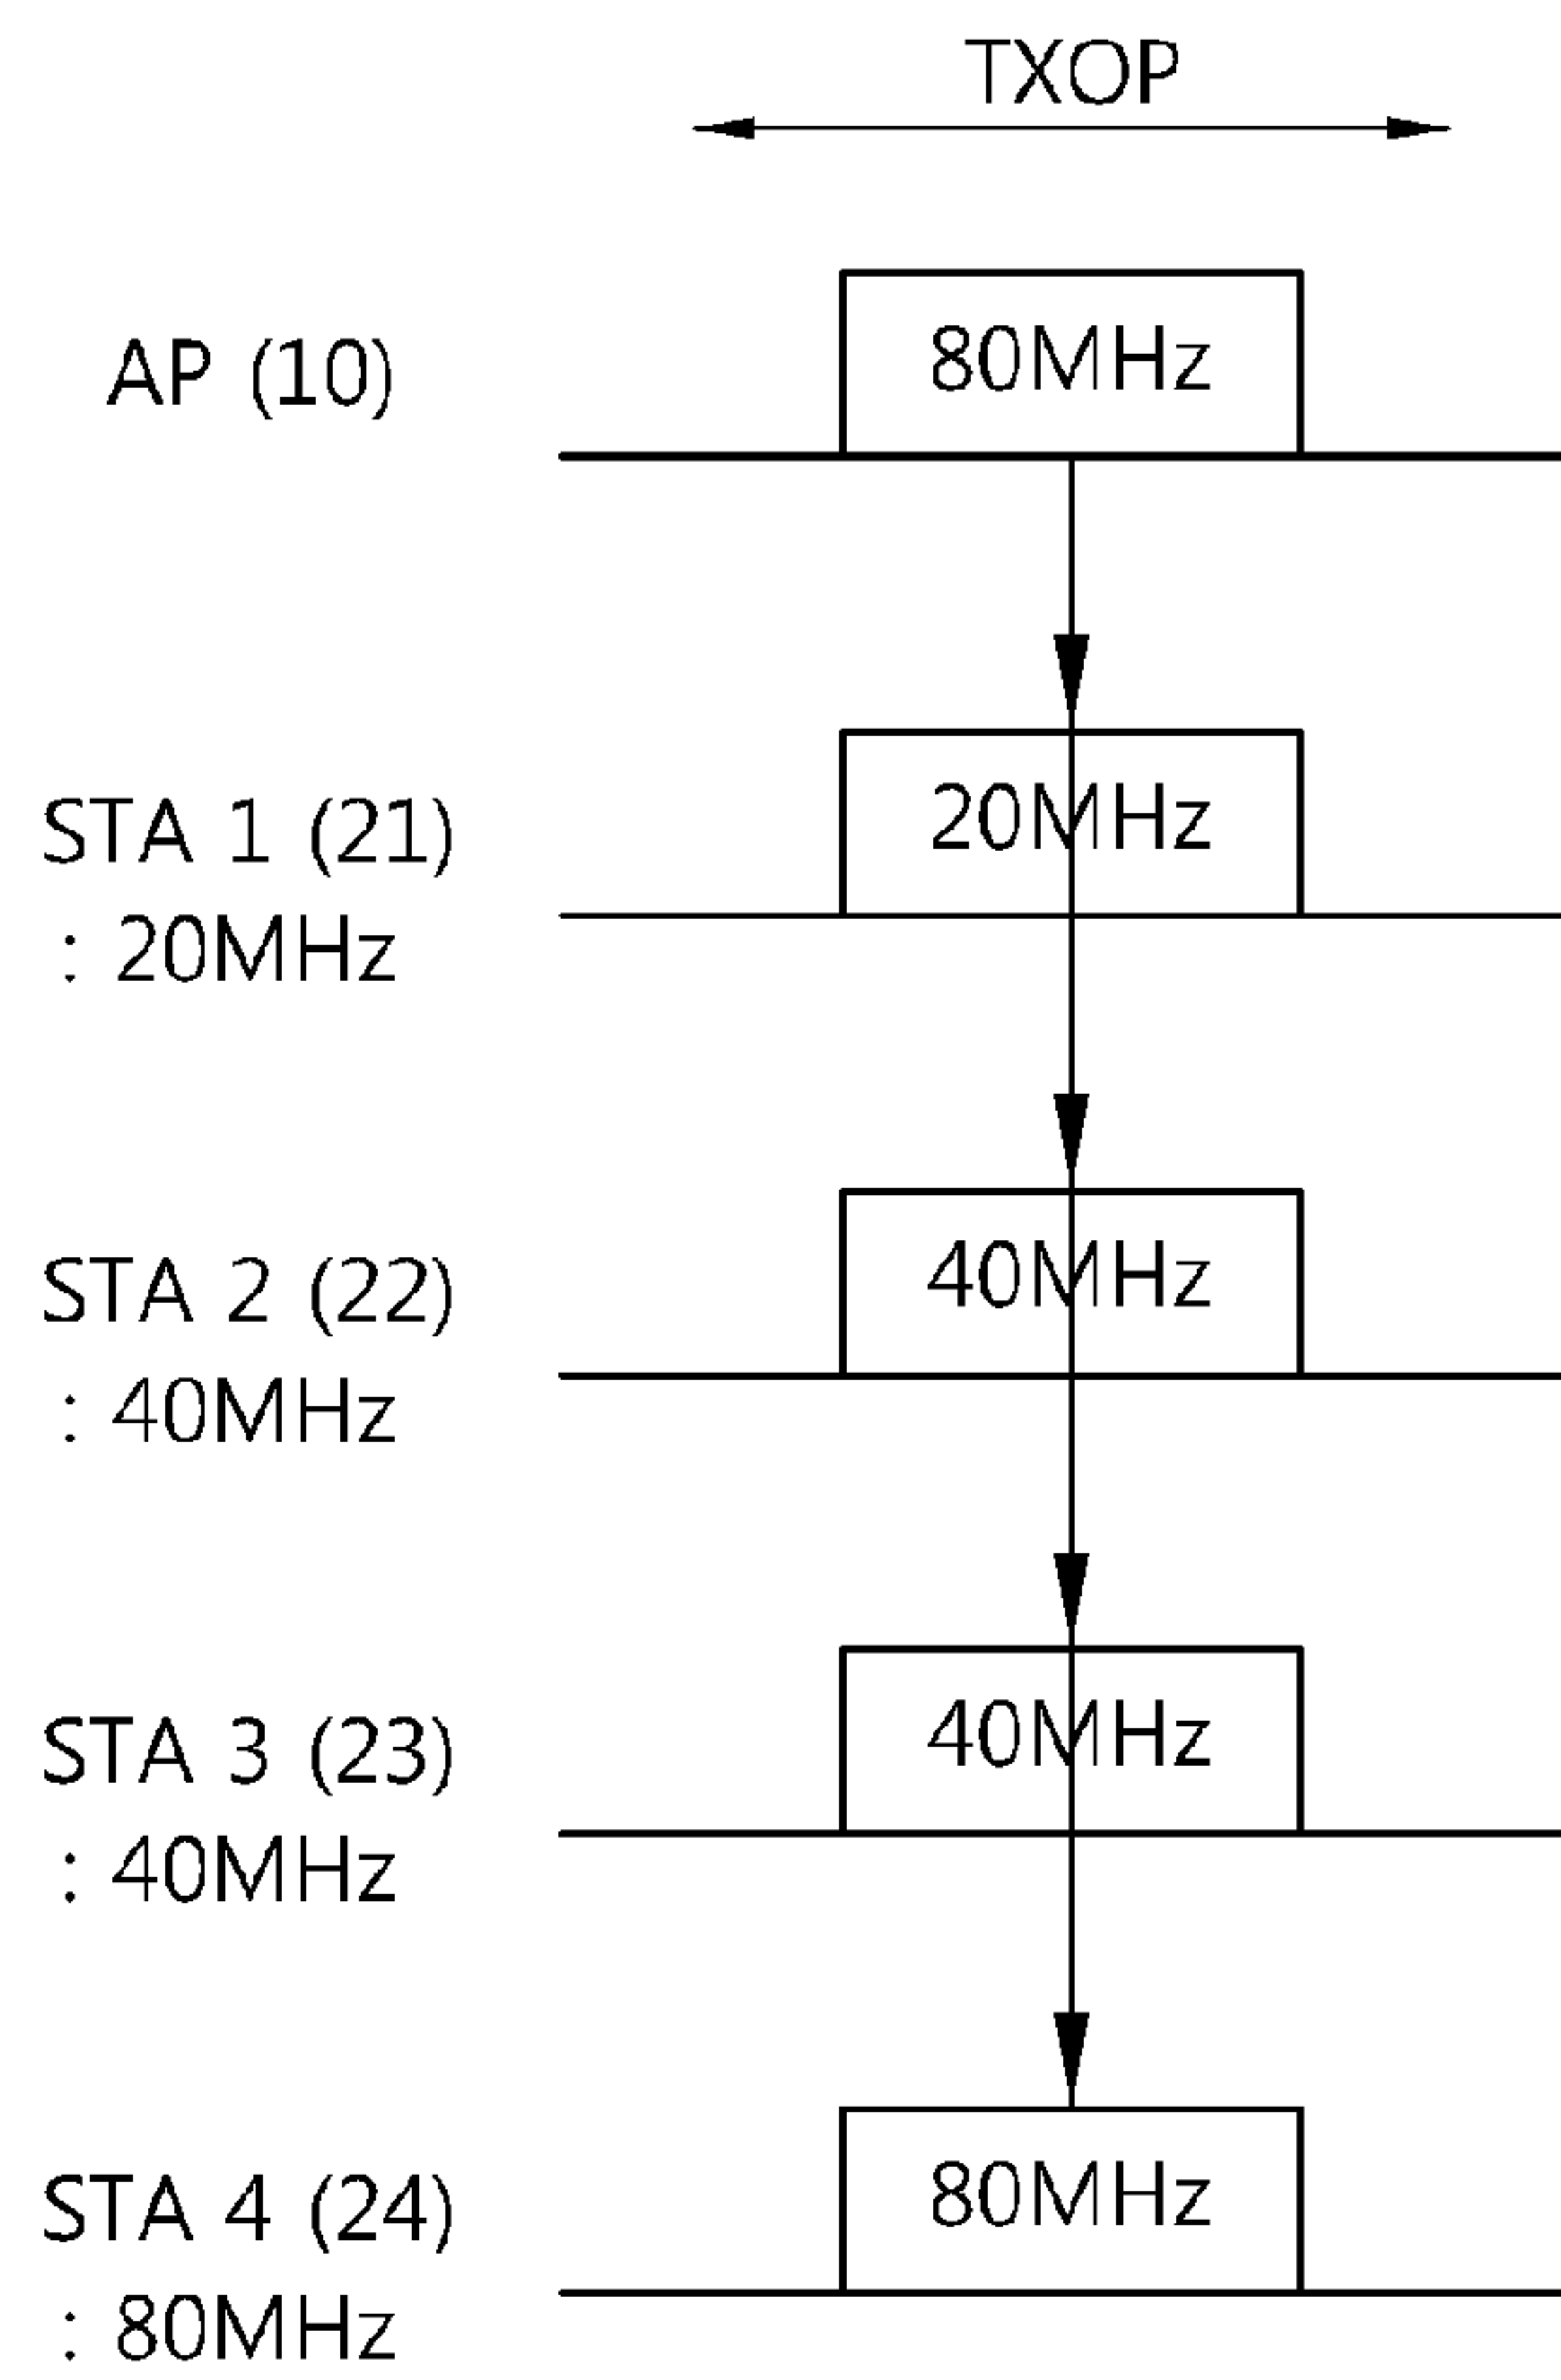 TXOP
AP (10)
80MHz
STA 1 (21)
: 20MHz
20MHz
STA 2 (22)
: 40MHz
40MHz
STA 3 (23)
: 40MHz
40MHz
STA 4 (24)
: 80MHz
80MHz